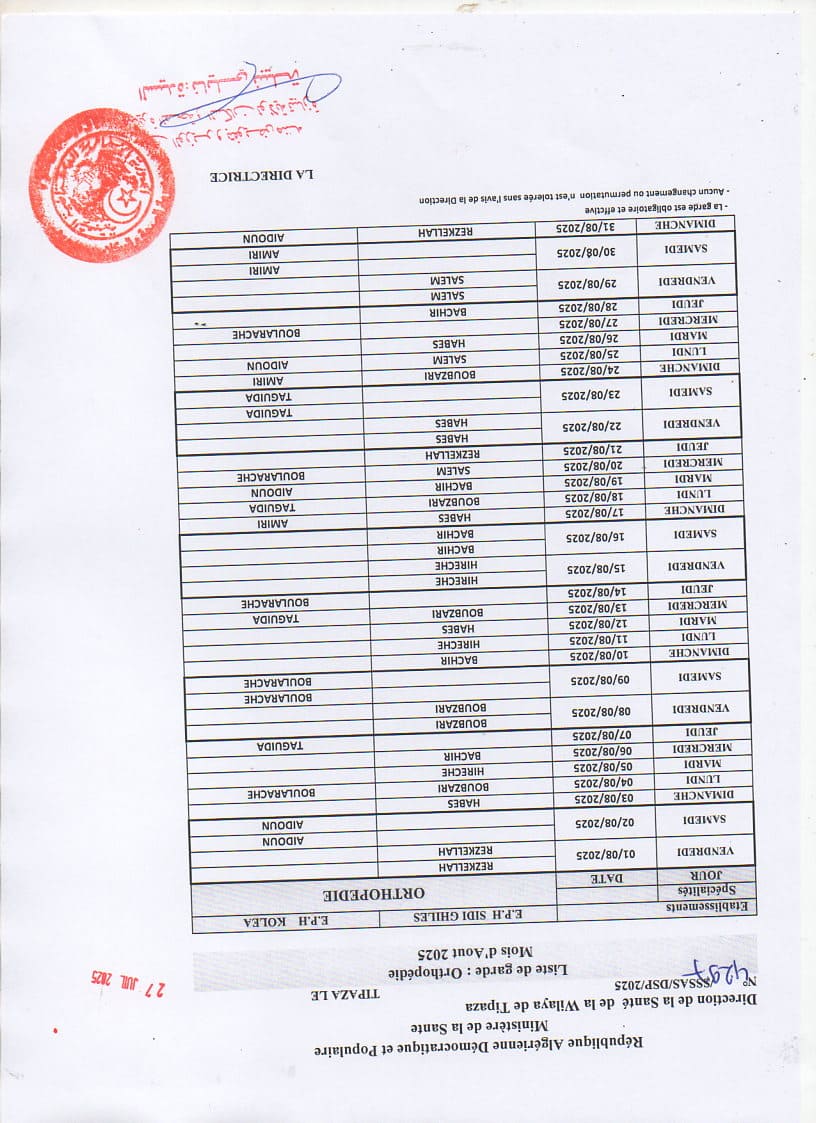 République Algérienne Démocratique et Populaire
Ministère de la Sante
Direction de la Santé de la Wilaya de Tipaza
N° 4297/SSSAS/DSP/2025 TIPAZA LE 27 JUIL 2025
Liste de garde : Orthopédie
Mois d'Aout 2025
Etablissements E.P.H SIDI GHILES E.P.H KOLEA
Spécialités ORTHOPEDIE
JOUR DATE
VENDREDI 01/08/2025 REZKELLAH
REZKELLAH
SAMEDI 02/08/2025 AIDOUN
AIDOUN
DIMANCHE 03/08/2025 HABES
LUNDI 04/08/2025 BOUBZARI BOULARACHE
MARDI 05/08/2025 HIRECHE
MERCREDI 06/08/2025 BACHIR
JEUDI 07/08/2025 TAGUIDA
VENDREDI 08/08/2025 BOUBZARI
BOUBZARI
SAMEDI 09/08/2025 BOULARACHE
BOULARACHE
DIMANCHE 10/08/2025 BACHIR
LUNDI 11/08/2025 HIRECHE
MARDI 12/08/2025 HABES
MERCREDI 13/08/2025 BOUBZARI TAGUIDA
JEUDI 14/08/2025 BOULARACHE
VENDREDI 15/08/2025 HIRECHE
HIRECHE
SAMEDI 16/08/2025 BACHIR
BACHIR
DIMANCHE 17/08/2025 HABES AMIRI
LUNDI 18/08/2025 BOUBZARI TAGUIDA
MARDI 19/08/2025 BACHIR AIDOUN
MERCREDI 20/08/2025 SALEM BOULARACHE
JEUDI 21/08/2025 REZKELLAH
VENDREDI 22/08/2025 HABES
HABES
SAMEDI 23/08/2025 TAGUIDA
TAGUIDA
DIMANCHE 24/08/2025 BOUBZARI AMIRI
LUNDI 25/08/2025 SALEM AIDOUN
MARDI 26/08/2025 HABES
MERCREDI 27/08/2025 BOULARACHE
JEUDI 28/08/2025 BACHIR
VENDREDI 29/08/2025 SALEM
SALEM
SAMEDI 30/08/2025 AMIRI
AMIRI
DIMANCHE 31/08/2025 REZKELLAH AIDOUN
- La garde est obligatoire et effctive
- Aucun changement ou permutation n'est tolerée sans l'avis de la Direction
LA DIRECTRICE
الوزير و بتفويض منه
السكان لولاية تيبازة
السيدة: نايلي نبيلة